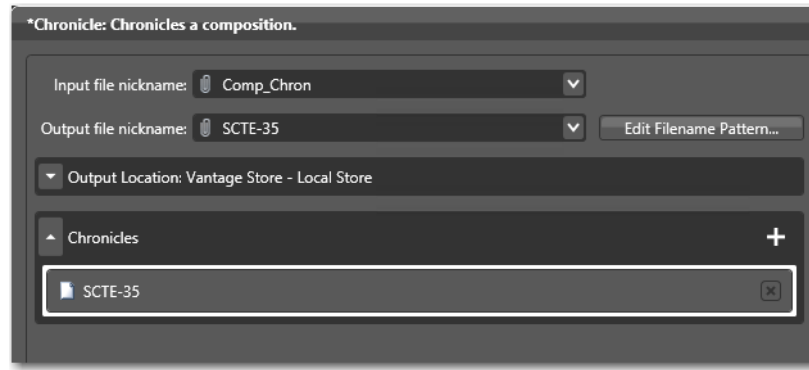 *Chronicle: Chronicles a composition.
Input file nickname: Comp_Chron
Output file nickname: SCTE-35 Edit Filename Pattern...
Output Location: Vantage Store - Local Store
Chronicles
SCTE-35